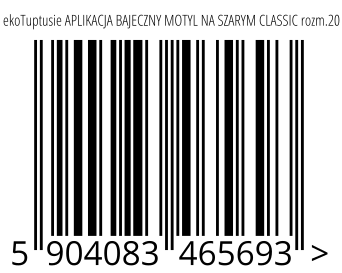 ekoTuptusie APLIKACJA BAJECZNY MOTYL NA SZARYM CLASSIC rozm.20
5 904083 465693 >